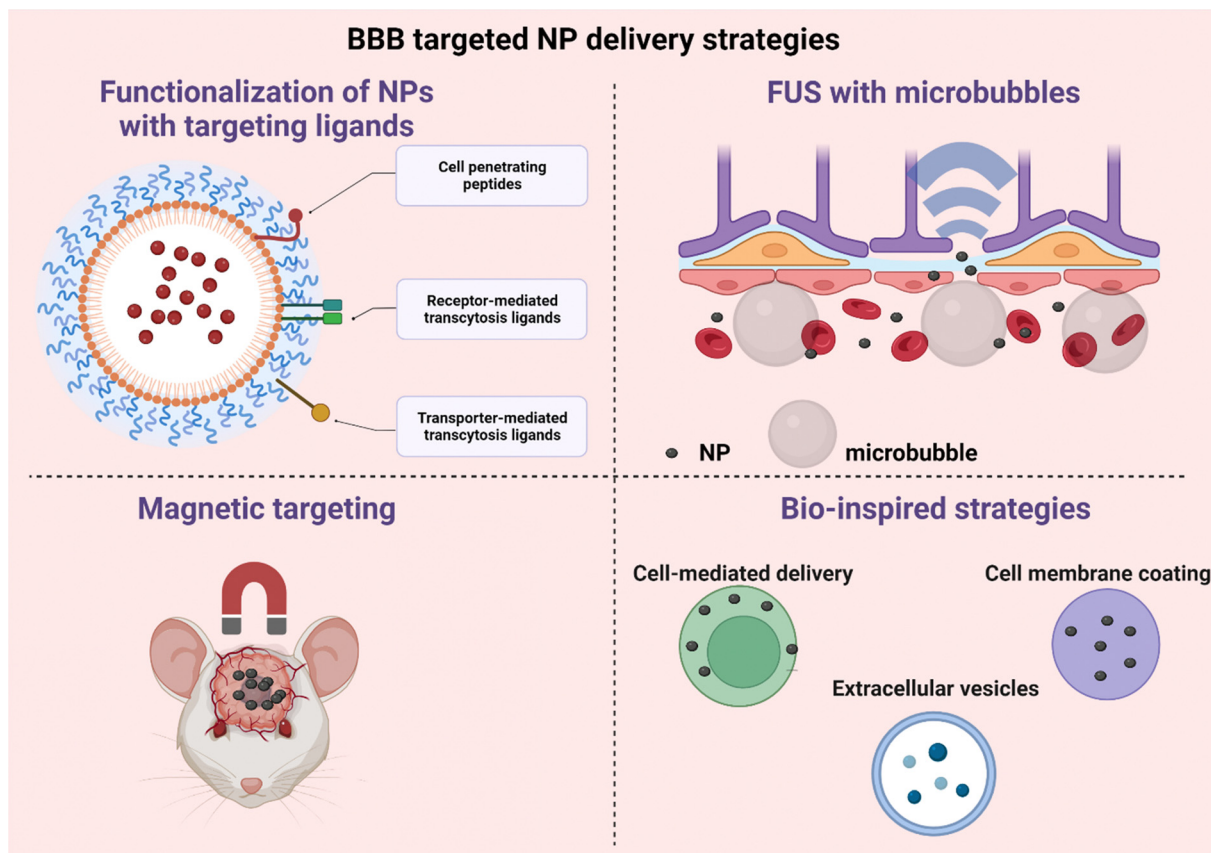 BBB targeted NP delivery strategies
Functionalization of NPs
with targeting ligands
Cell penetrating
peptides
Receptor-mediated
transcytosis ligands
Transporter-mediated
transcytosis ligands
FUS with microbubbles
NP
microbubble
Magnetic targeting
Bio-inspired strategies
Cell-mediated delivery
Cell membrane coating
Extracellular vesicles